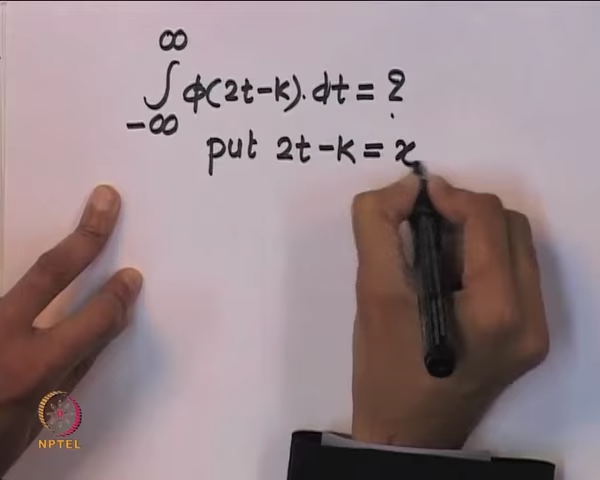 ∞
∫ φ(2t-k). dt = ?
-∞
put 2t-k = x
NPTEL